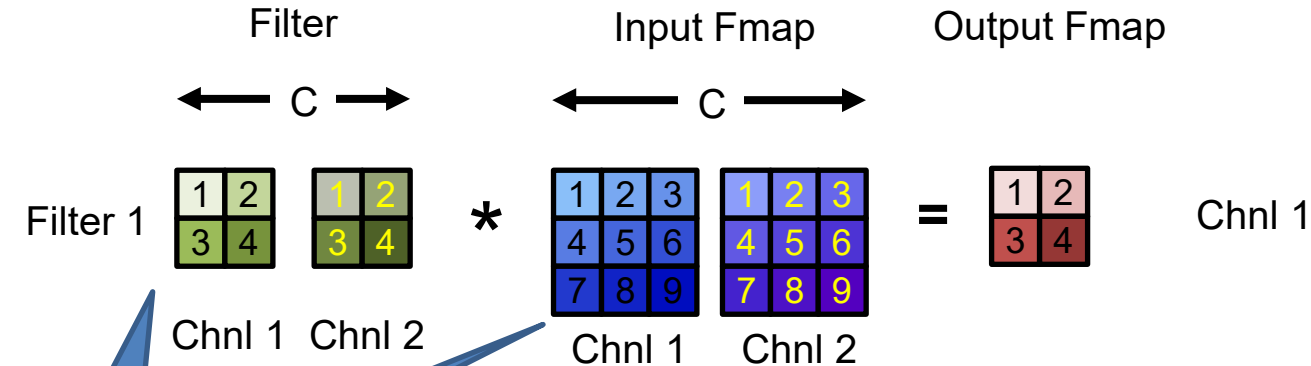 Filter Input Fmap Output Fmap
C C
1 2 1 2 1 2 3 1 2 3 1 2
Filter 1 * = Chnl 1
3 4 3 4 4 5 6 4 5 6 3 4
7 8 9 7 8 9
Chnl 1 Chnl 2 Chnl 1 Chnl 2